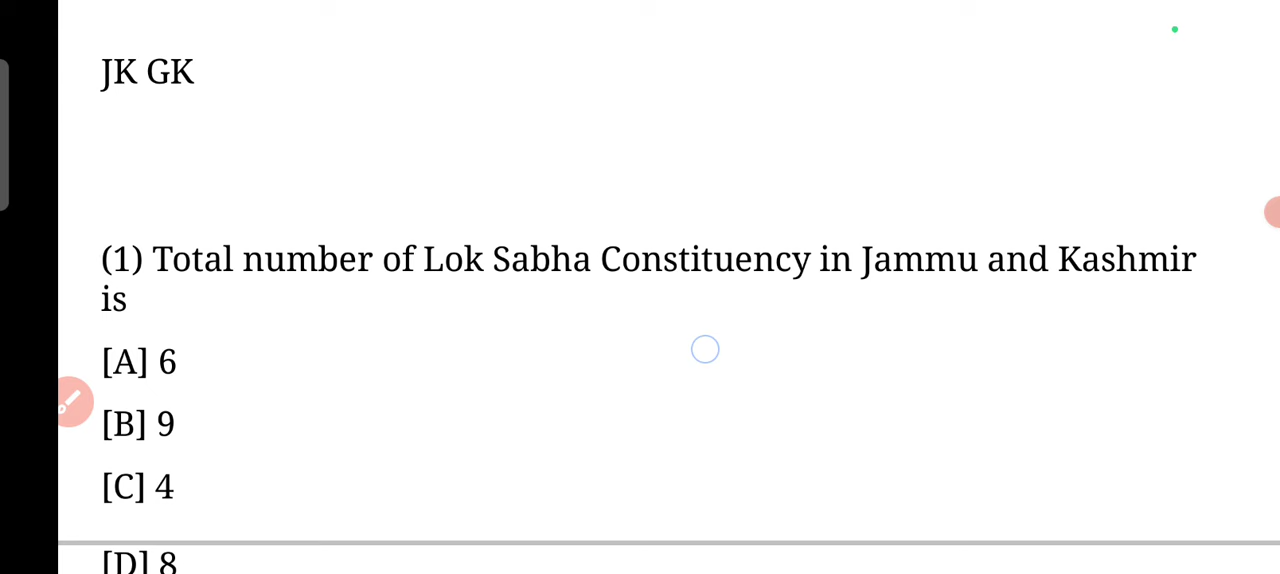 JK GK
(1) Total number of Lok Sabha Constituency in Jammu and Kashmir
is
[A] 6
[B] 9
[C] 4
[D] 8